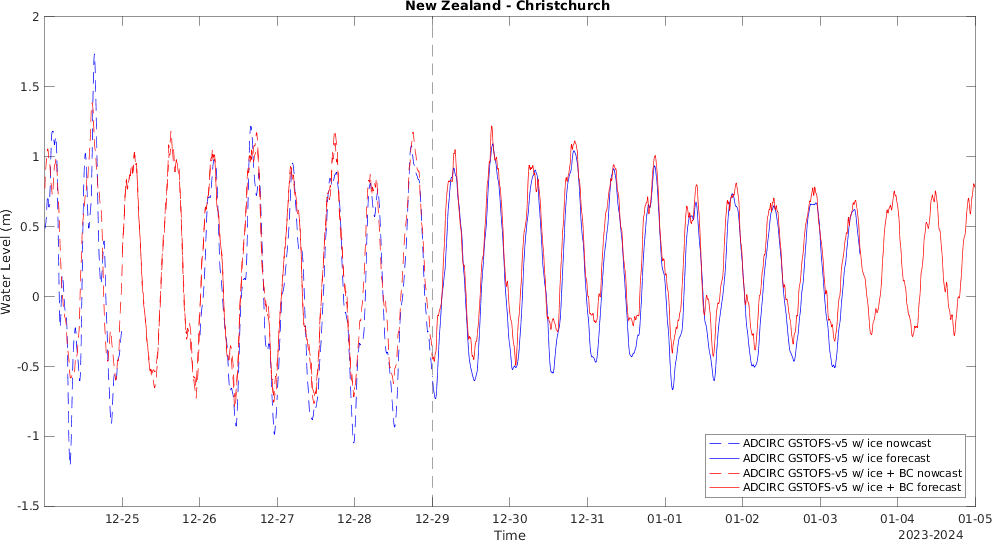 New Zealand - Christchurch
2
1.5
1
0.5
0
-0.5
-1
-1.5
Water Level (m)
12-25 12-26 12-27 12-28 12-29 12-30 12-31 01-01 01-02 01-03 01-04 01-05
Time
2023-2024
ADCIRC GSTOFS-v5 w/ ice nowcast
ADCIRC GSTOFS-v5 w/ ice forecast
ADCIRC GSTOFS-v5 w/ ice + BC nowcast
ADCIRC GSTOFS-v5 w/ ice + BC forecast